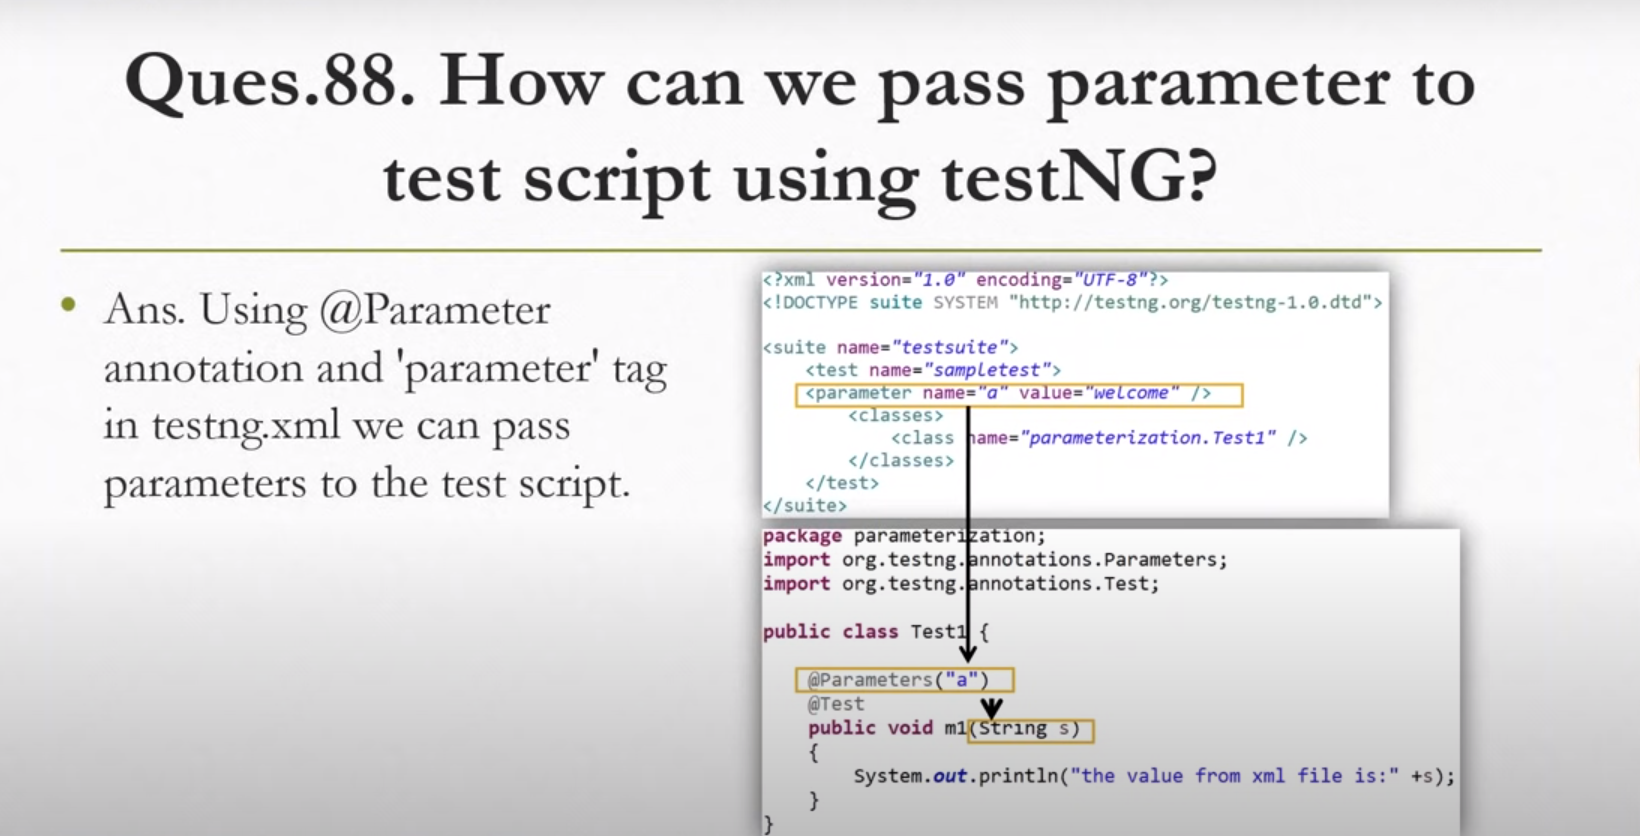 Ques.88. How can we pass parameter to
test script using testNG?
• Ans. Using @Parameter
annotation and 'parameter' tag
in testng.xml we can pass
parameters to the test script.
<?xml version="1.0" encoding="UTF-8"?>
<!DOCTYPE suite SYSTEM "http://testng.org/testng-1.0.dtd">
<suite name="testsuite">
<test name="sampletest">
<parameter name="a" value="welcome" />
<classes>
<class name="parameterization.Test1" />
</classes>
</test>
</suite>
package parameterization;
import org.testng.annotations.Parameters;
import org.testng.annotations.Test;
public class Test1 {
@Parameters("a")
@Test
public void m1(String s)
{
System.out.println("the value from xml file is:" +s);
}
}